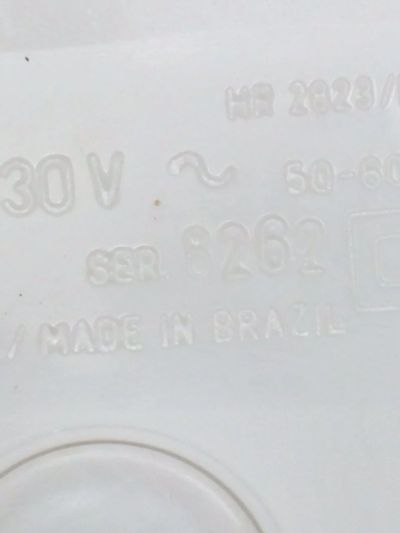 HR 2823/
30V ~ 50-60
SER. 8262
/ MADE IN BRAZIL